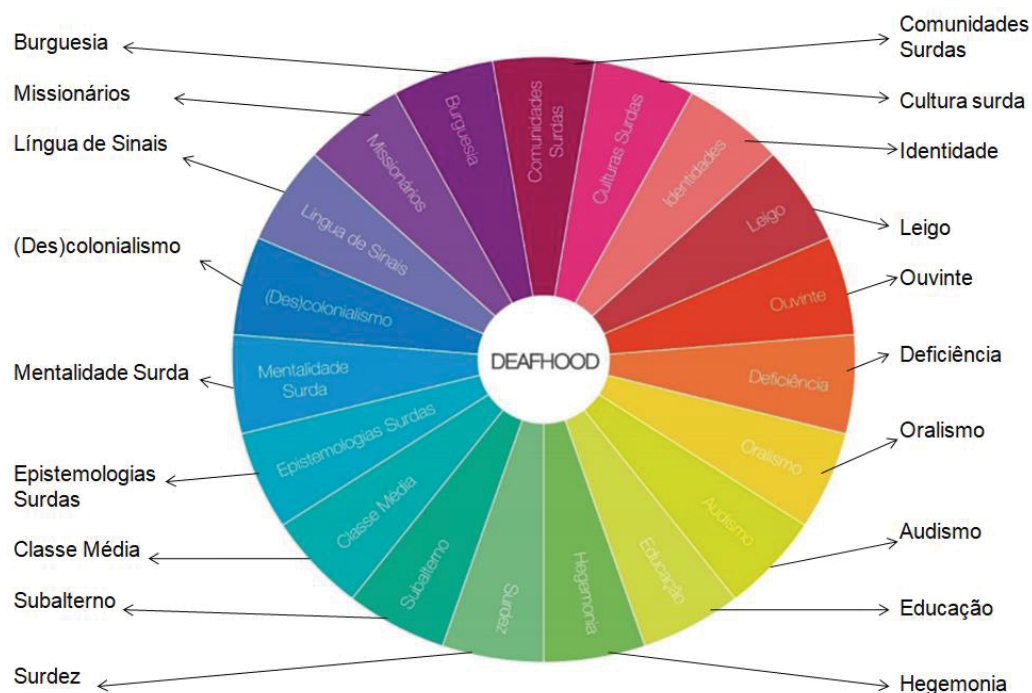 Burguesia
Missionários
Língua de Sinais
(Des)colonialismo
Mentalidade Surda
Epistemologias
Surdas
Classe Média
Subalterno
Surdez
Comunidades
Surdas
Cultura surda
Identidade
Leigo
Ouvinte
Deficiência
Oralismo
Audismo
Educação
Hegemonia
DEAFHOOD
Comunidades
Surdas
Culturas Surdas
Identidades
Leigo
Ouvinte
Deficiência
Oralismo
Audismo
Educação
Hegamonia
Surdez
Subalterno
Classe Média
Epistemologias Surdas
Mentalidade
Surda
(Des)colonialismo
Língua de Sinais
Missionários
Burguesia